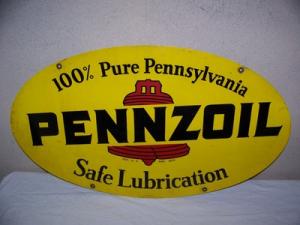 100% Pure Pennsylvania
PENNZOIL
Safe Lubrication